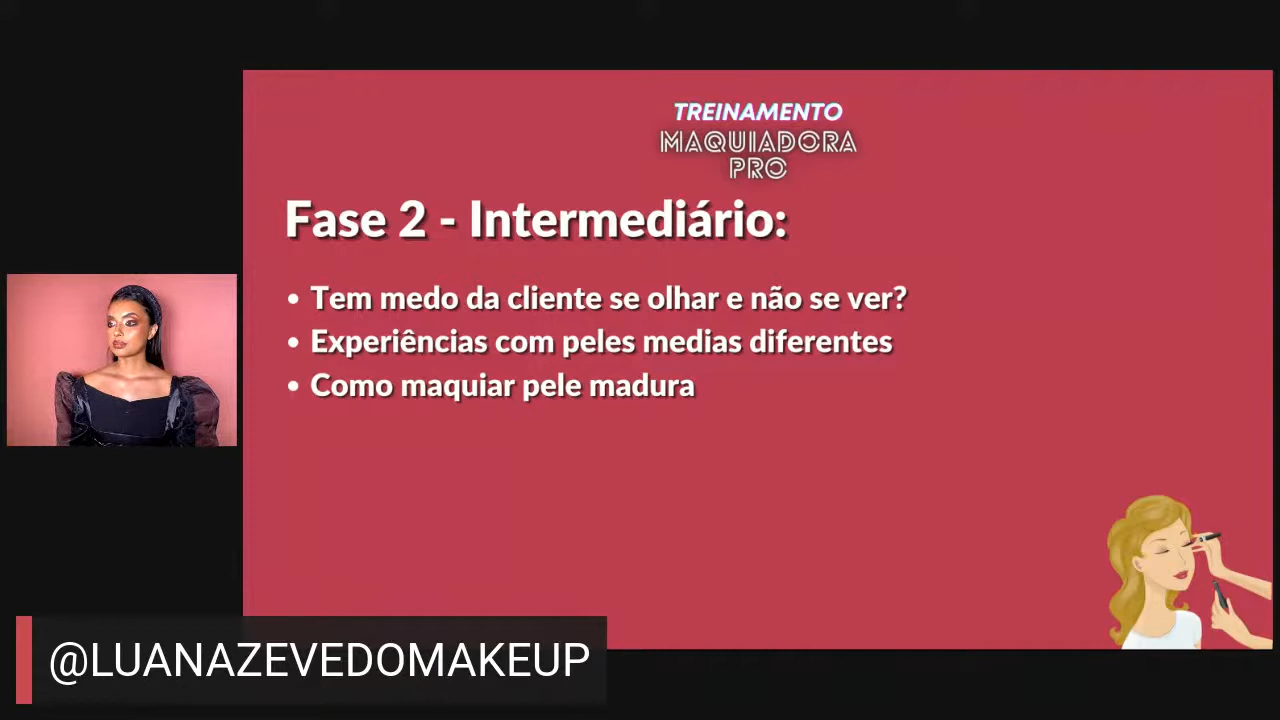 TREINAMENTO
MAQUIADORA
PRO
Fase 2 - Intermediário:
• Tem medo da cliente se olhar e não se ver?
• Experiências com peles medias diferentes
• Como maquiar pele madura
@LUANAZEVEDOMAKEUP